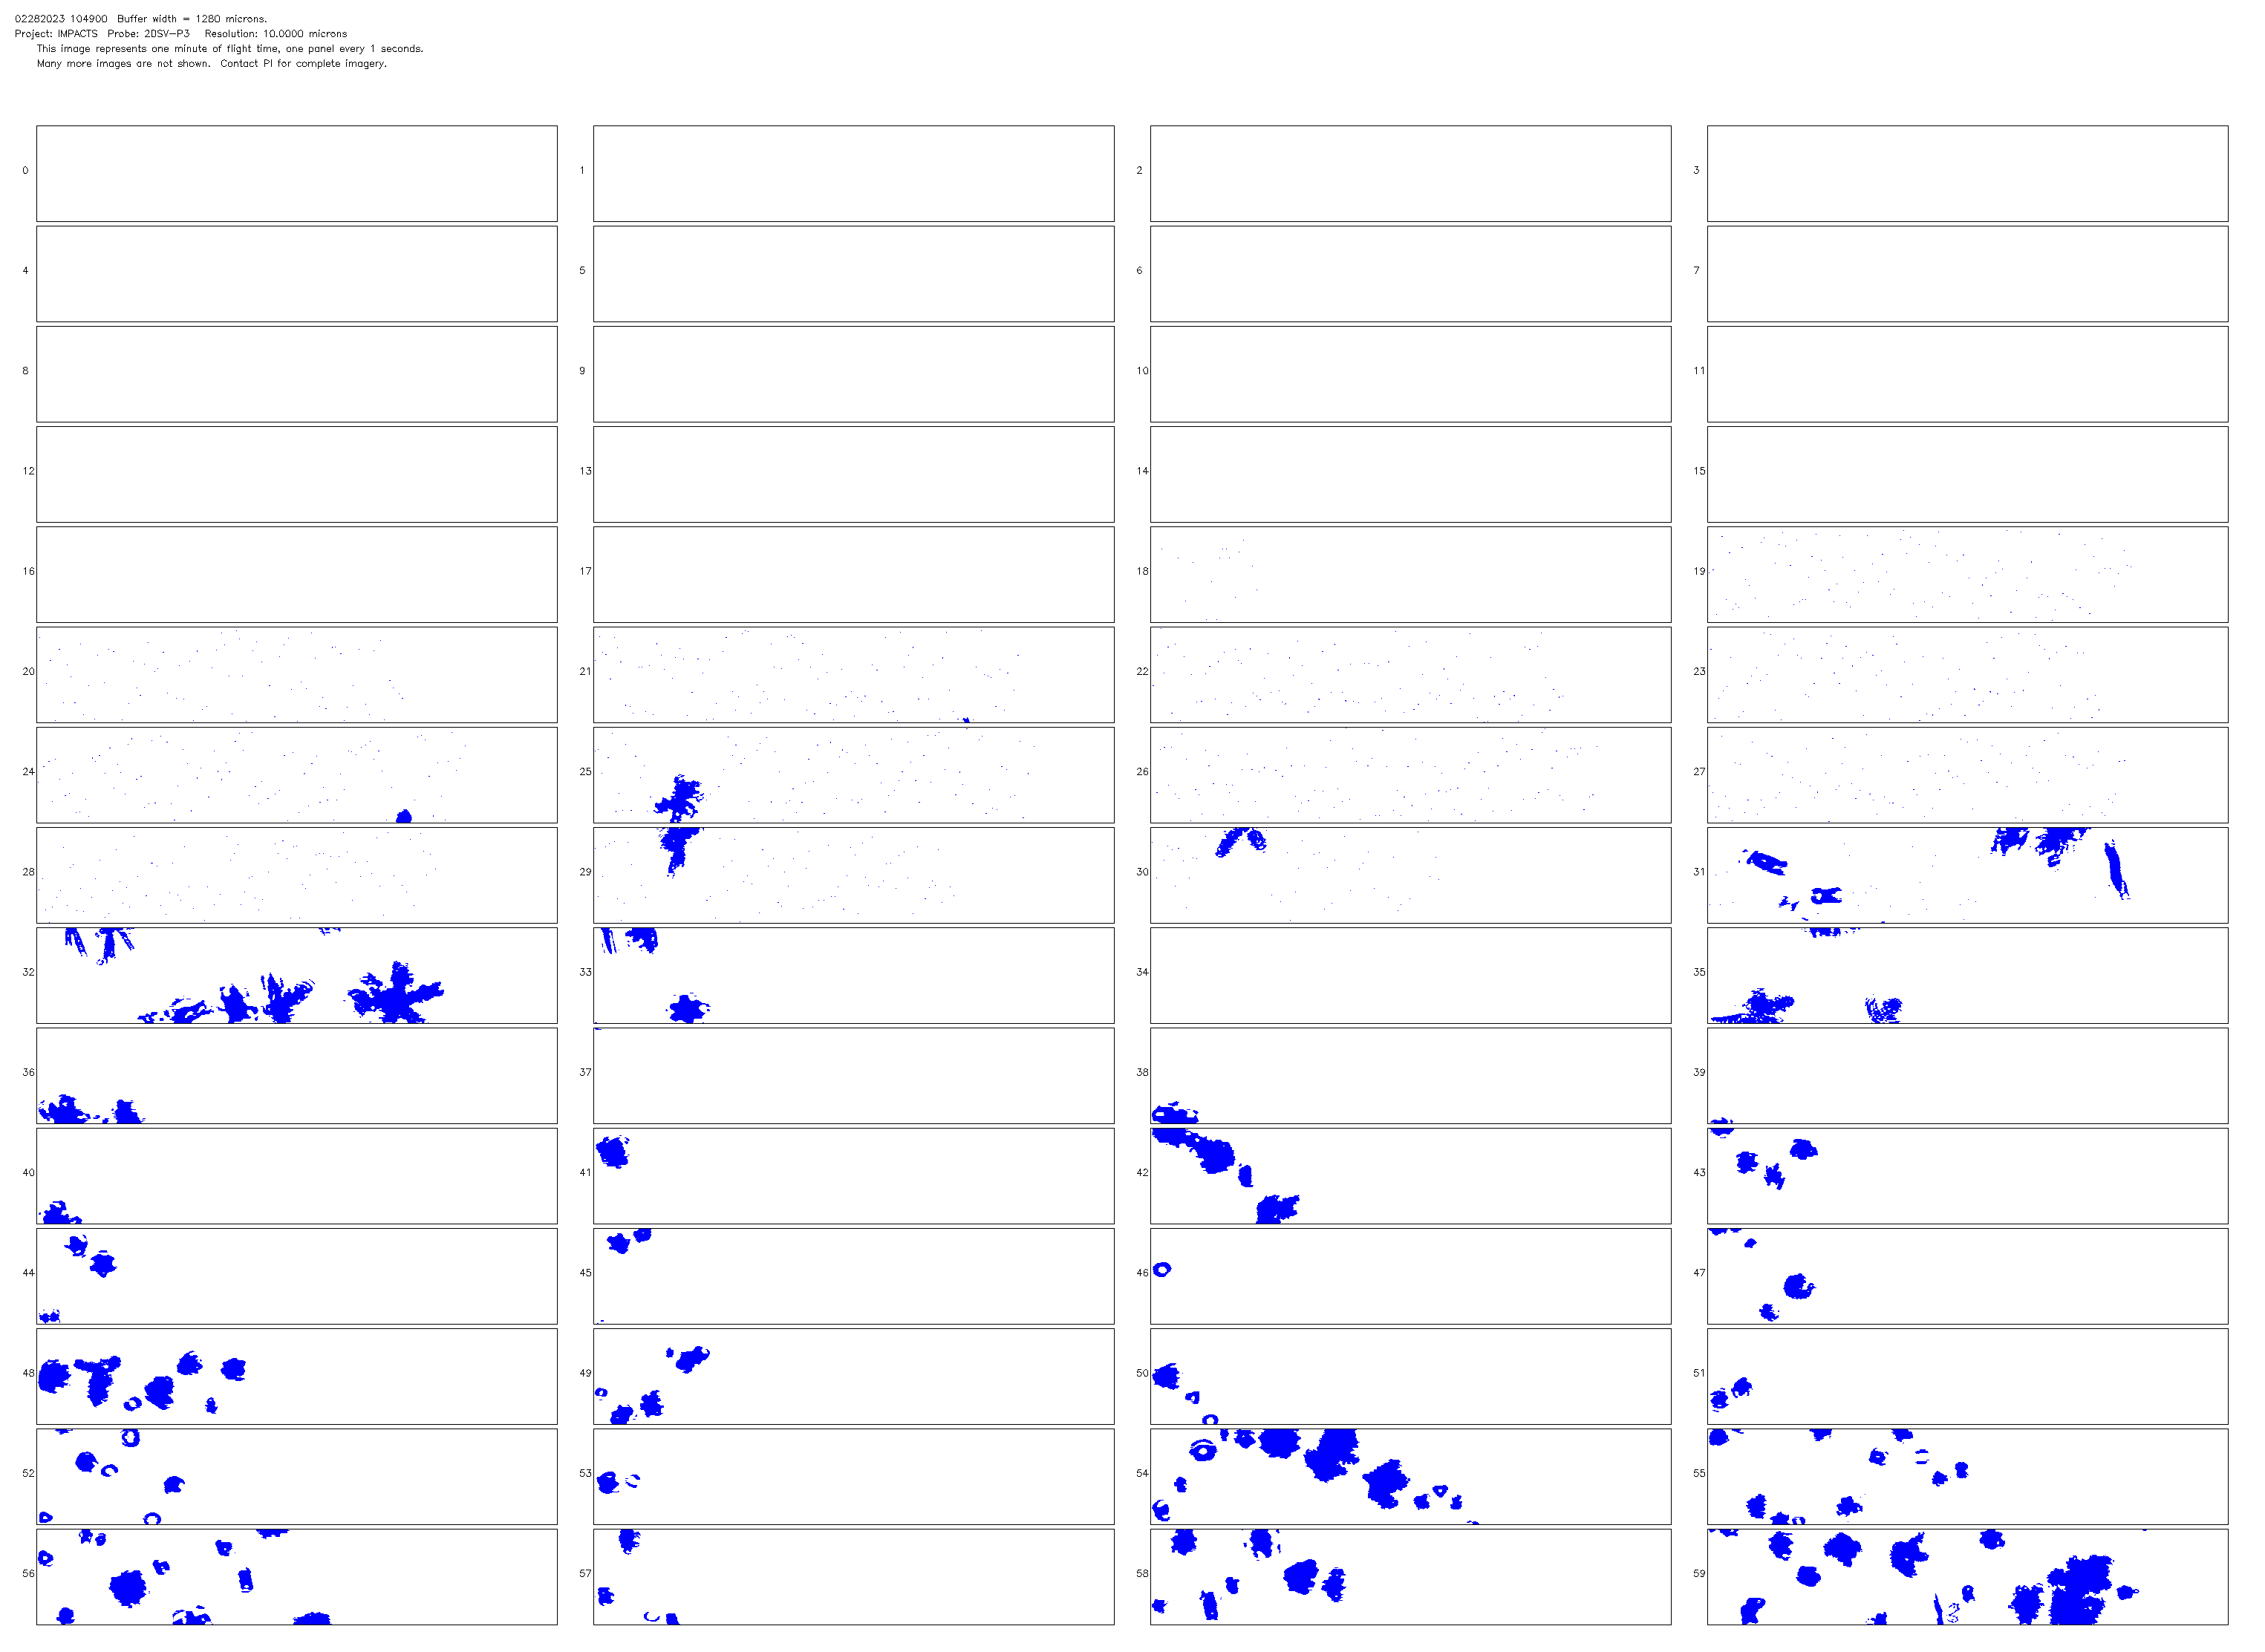 02282023 104900 Buffer width = 1280 microns.
Project: IMPACTS Probe: 2DSV-P3 Resolution: 10.0000 microns
This image represents one minute of flight time, one panel every 1 seconds.
Many more images are not shown. Contact PI for complete imagery.
0 1 2 3
4 5 6 7
8 9 10 11
12 13 14 15
16 17 18 19
20 21 22 23
24 25 26 27
28 29 30 31
32 33 34 35
36 37 38 39
40 41 42 43
44 45 46 47
48 49 50 51
52 53 54 55
56 57 58 59